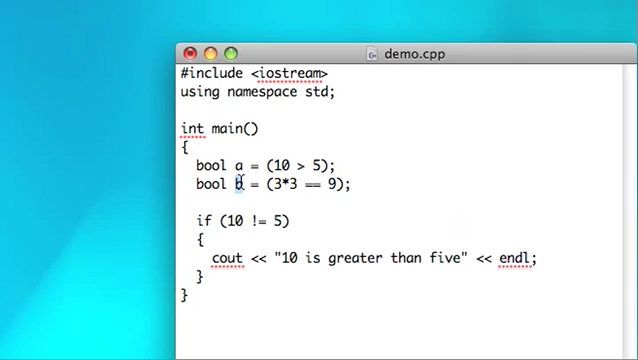 demo.cpp
#include <iostream>
using namespace std;
int main()
{
bool a = (10 > 5);
bool b = (3*3 == 9);
if (10 != 5)
{
cout << "10 is greater than five" << endl;
}
}